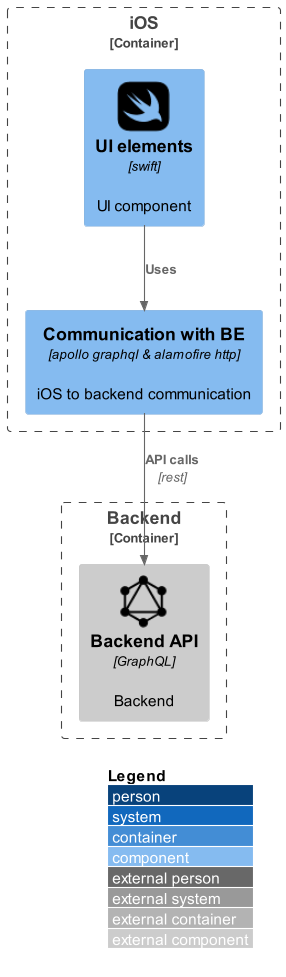 iOS
[Container]
UI elements
[swift]
UI component
Uses
Communication with BE
[apollo graphql & alamofire http]
iOS to backend communication
API calls
[rest]
Backend
[Container]
Backend API
[GraphQL]
Backend
Legend
person
system
container
component
external person
external system
external container
external component